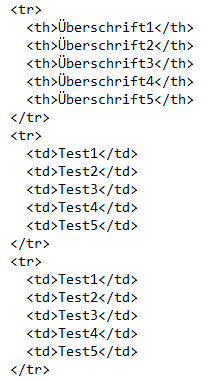 <tr>
  <th>Überschrift1</th>
  <th>Überschrift2</th>
  <th>Überschrift3</th>
  <th>Überschrift4</th>
  <th>Überschrift5</th>
</tr>
<tr>
  <td>Test1</td>
  <td>Test2</td>
  <td>Test3</td>
  <td>Test4</td>
  <td>Test5</td>
</tr>
<tr>
  <td>Test1</td>
  <td>Test2</td>
  <td>Test3</td>
  <td>Test4</td>
  <td>Test5</td>
</tr>